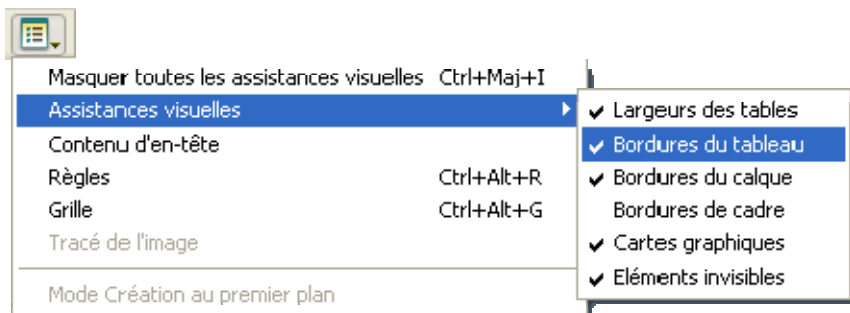 Masquer toutes les assistances visuelles Ctrl+Maj+I
Assistances visuelles
Contenu d'en-tête
Règles Ctrl+Alt+R
Grille Ctrl+Alt+G
Tracé de l'image
Mode Création au premier plan
Largeurs des tables
Bordures du tableau
Bordures du calque
Bordures de cadre
Cartes graphiques
Eléments invisibles